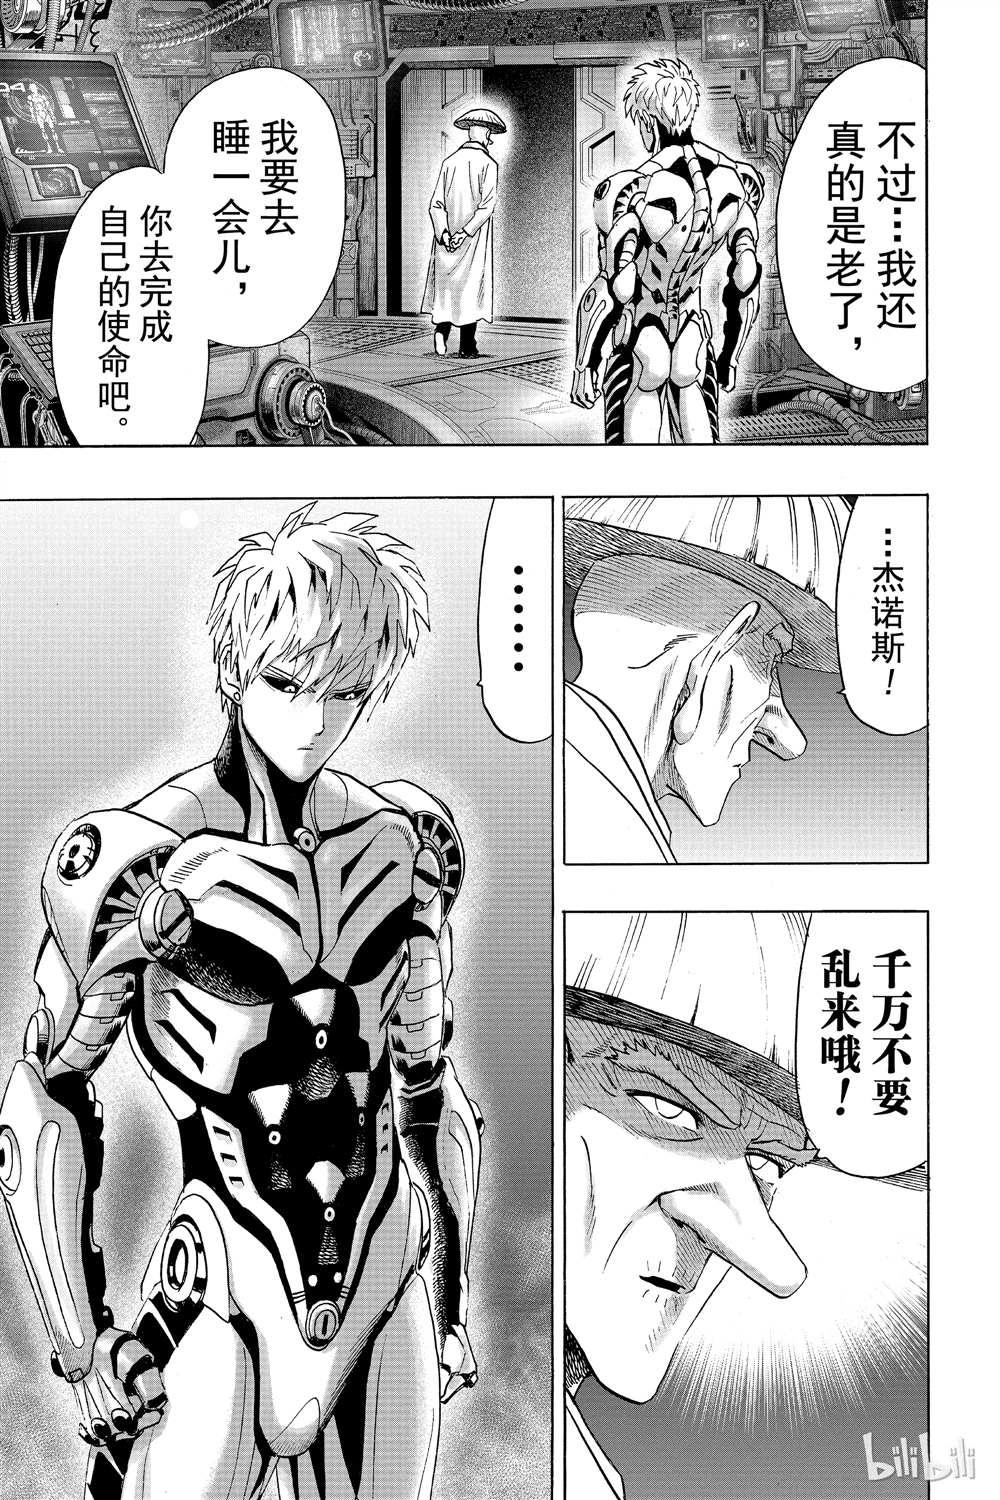 不过…我还
真的是老了，
我要去
睡一会儿，
你去完成
自己的使命吧。
…杰诺斯！
……
千万不要
乱来哦！
bilibili